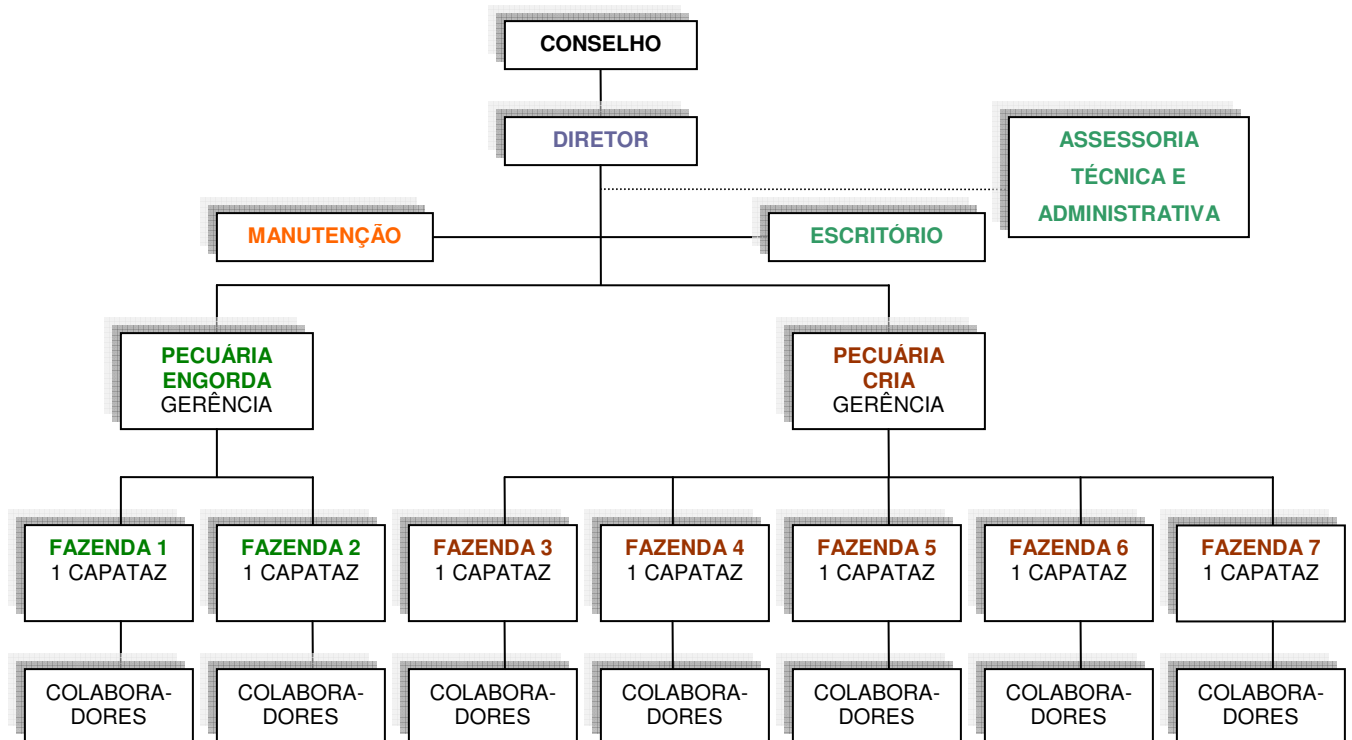 CONSELHO
DIRETOR
ASSESSORIA
TÉCNICA E
ADMINISTRATIVA
MANUTENÇÃO
ESCRITÓRIO
PECUÁRIA
ENGORDA
GERÊNCIA
PECUÁRIA
CRIA
GERÊNCIA
FAZENDA 1
1 CAPATAZ
FAZENDA 2
1 CAPATAZ
FAZENDA 3
1 CAPATAZ
FAZENDA 4
1 CAPATAZ
FAZENDA 5
1 CAPATAZ
FAZENDA 6
1 CAPATAZ
FAZENDA 7
1 CAPATAZ
COLABORA-
DORES
COLABORA-
DORES
COLABORA-
DORES
COLABORA-
DORES
COLABORA-
DORES
COLABORA-
DORES
COLABORA-
DORES